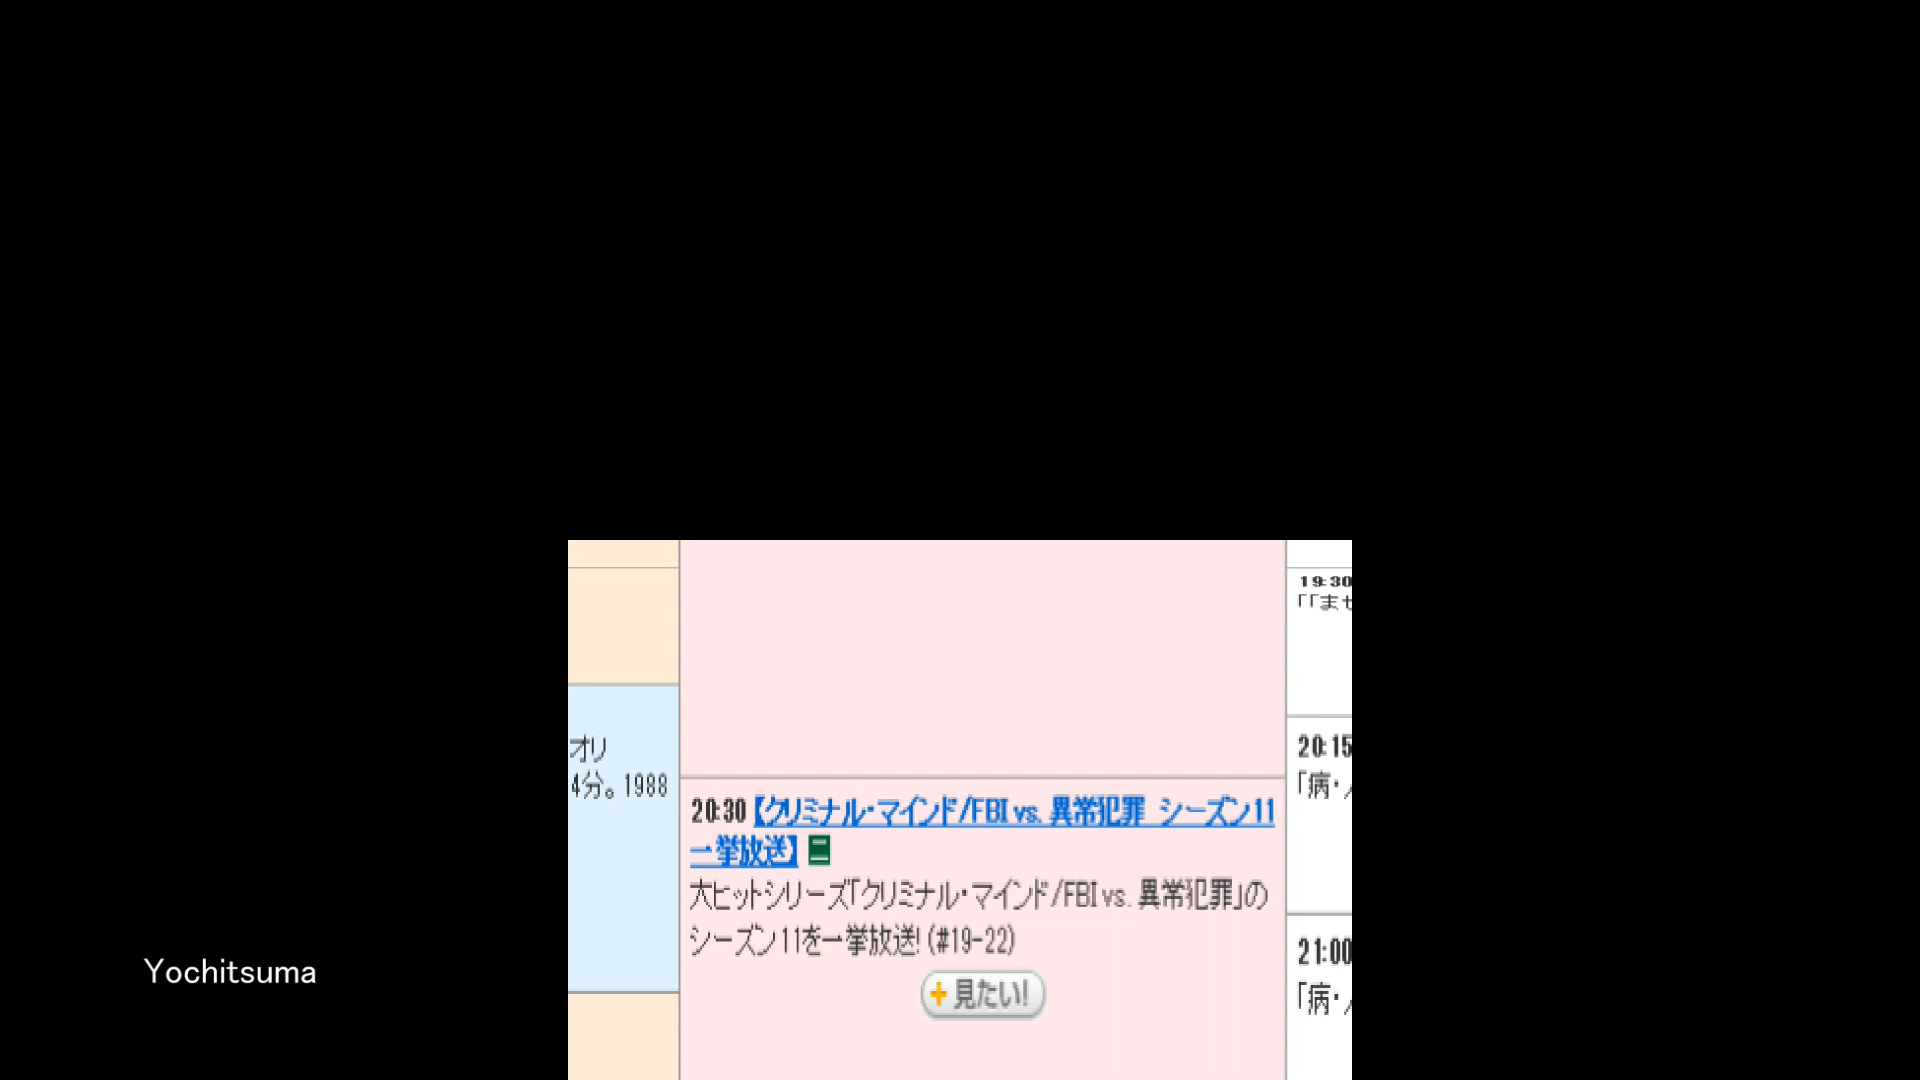 19:30
「「ませ
オリ
4分。1988
20:15
「病・
20:30【クリミナル・マインド/FBI vs. 異常犯罪 シーズン11
一挙放送】
大ヒットシリーズ「クリミナル・マインド/FBI vs. 異常犯罪」の
シーズン11を一挙放送! (#19-22)
+見たい!
21:00
「病・
Yochitsuma